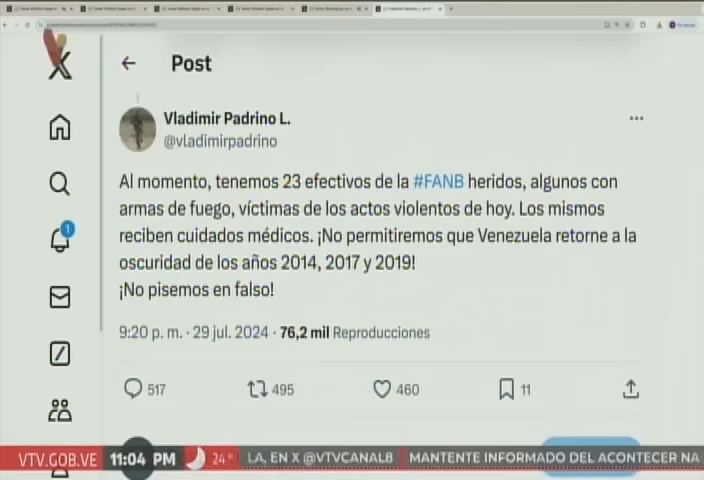 Post
Vladimir Padrino L.
@vladimirpadrino
Al momento, tenemos 23 efectivos de la #FANB heridos, algunos con
armas de fuego, víctimas de los actos violentos de hoy. Los mismos
reciben cuidados médicos. ¡No permitiremos que Venezuela retorne a la
oscuridad de los años 2014, 2017 y 2019!
¡No pisemos en falso!
9:20 p. m. · 29 jul. 2024 · 76,2 mil Reproducciones
517 495 460 11
1
VTV.GOB.VE 11:04 PM 24° LA, EN X @VTVCANAL8 MANTENTE INFORMADO DEL ACONTECER NA